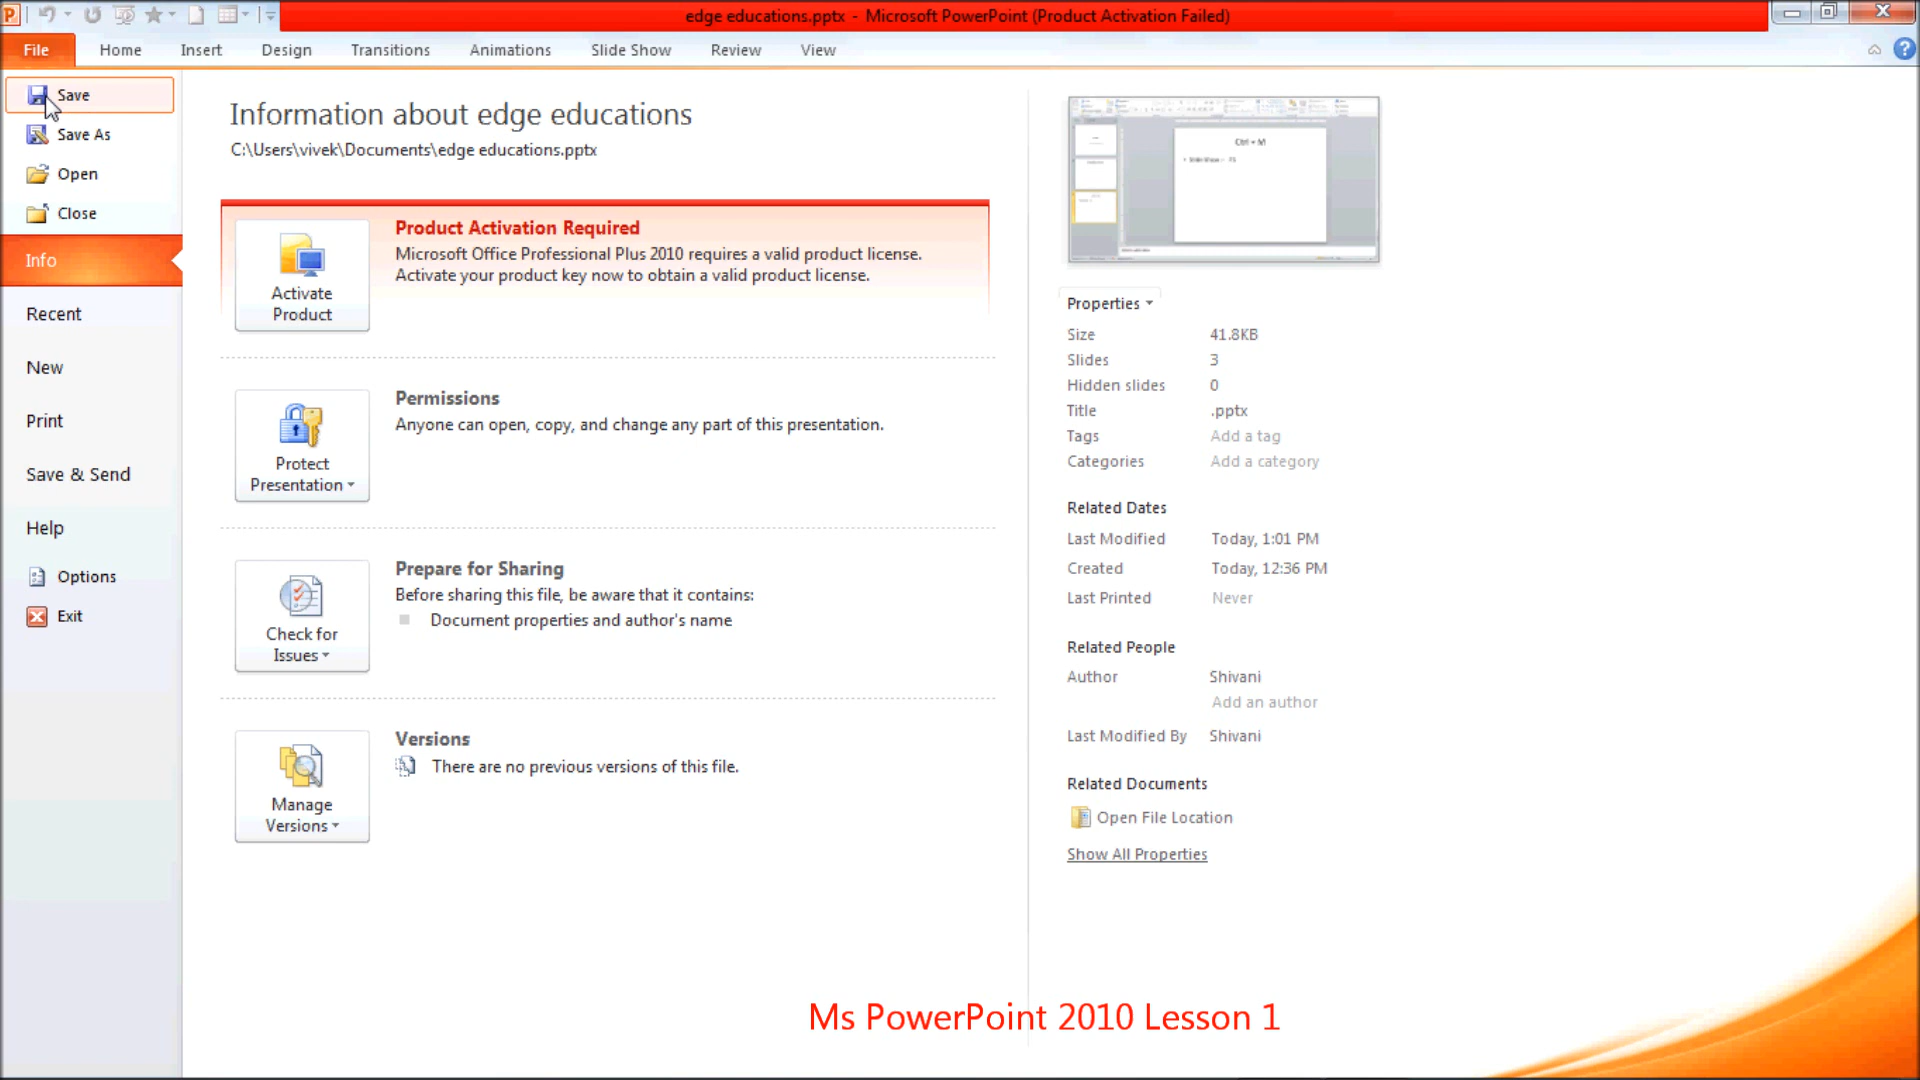 edge educations.pptx - Microsoft PowerPoint (Product Activation Failed)
File Home Insert Design Transitions Animations Slide Show Review View
Save
Save As
Open
Close
Info
Recent
New
Print
Save & Send
Help
Options
Exit
Information about edge educations
C:\Users\vivek\Documents\edge educations.pptx
Activate
Product
Product Activation Required
Microsoft Office Professional Plus 2010 requires a valid product license.
Activate your product key now to obtain a valid product license.
Protect
Presentation
Permissions
Anyone can open, copy, and change any part of this presentation.
Check for
Issues
Prepare for Sharing
Before sharing this file, be aware that it contains:
Document properties and author's name
Manage
Versions
Versions
There are no previous versions of this file.
Ctrl + M
Properties
Size 41.8KB
Slides 3
Hidden slides 0
Title .pptx
Tags Add a tag
Categories Add a category
Related Dates
Last Modified Today, 1:01 PM
Created Today, 12:36 PM
Last Printed Never
Related People
Author Shivani
Add an author
Last Modified By Shivani
Related Documents
Open File Location
Show All Properties
Ms PowerPoint 2010 Lesson 1